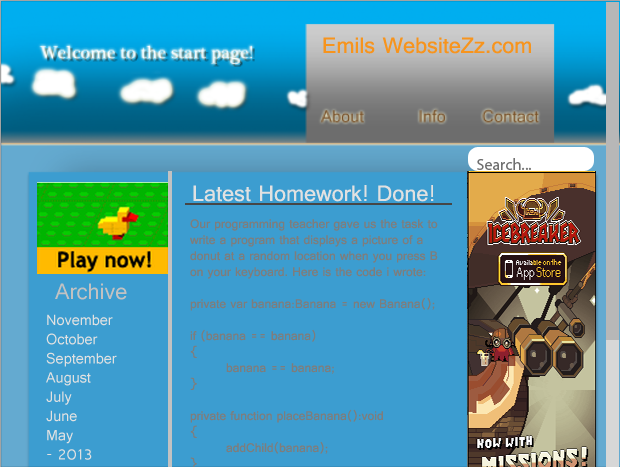 Welcome to the start page!
Emils WebsiteZz.com
About Info Contact
Search...
Play now!
Archive
November
October
September
August
July
June
May
- 2013
Latest Homework! Done!
Our programming teacher gave us the task to
write a program that displays a picture of a
donut at a random location when you press B
on your keyboard. Here is the code I wrote:
private var banana:Banana = new Banana();
if (banana == banana)
{
banana == banana;
}
private function placeBanana():void
{
addChild(banana);
ICEBREAKER
Available on the
App Store
NOW WITH
MISSIONS!